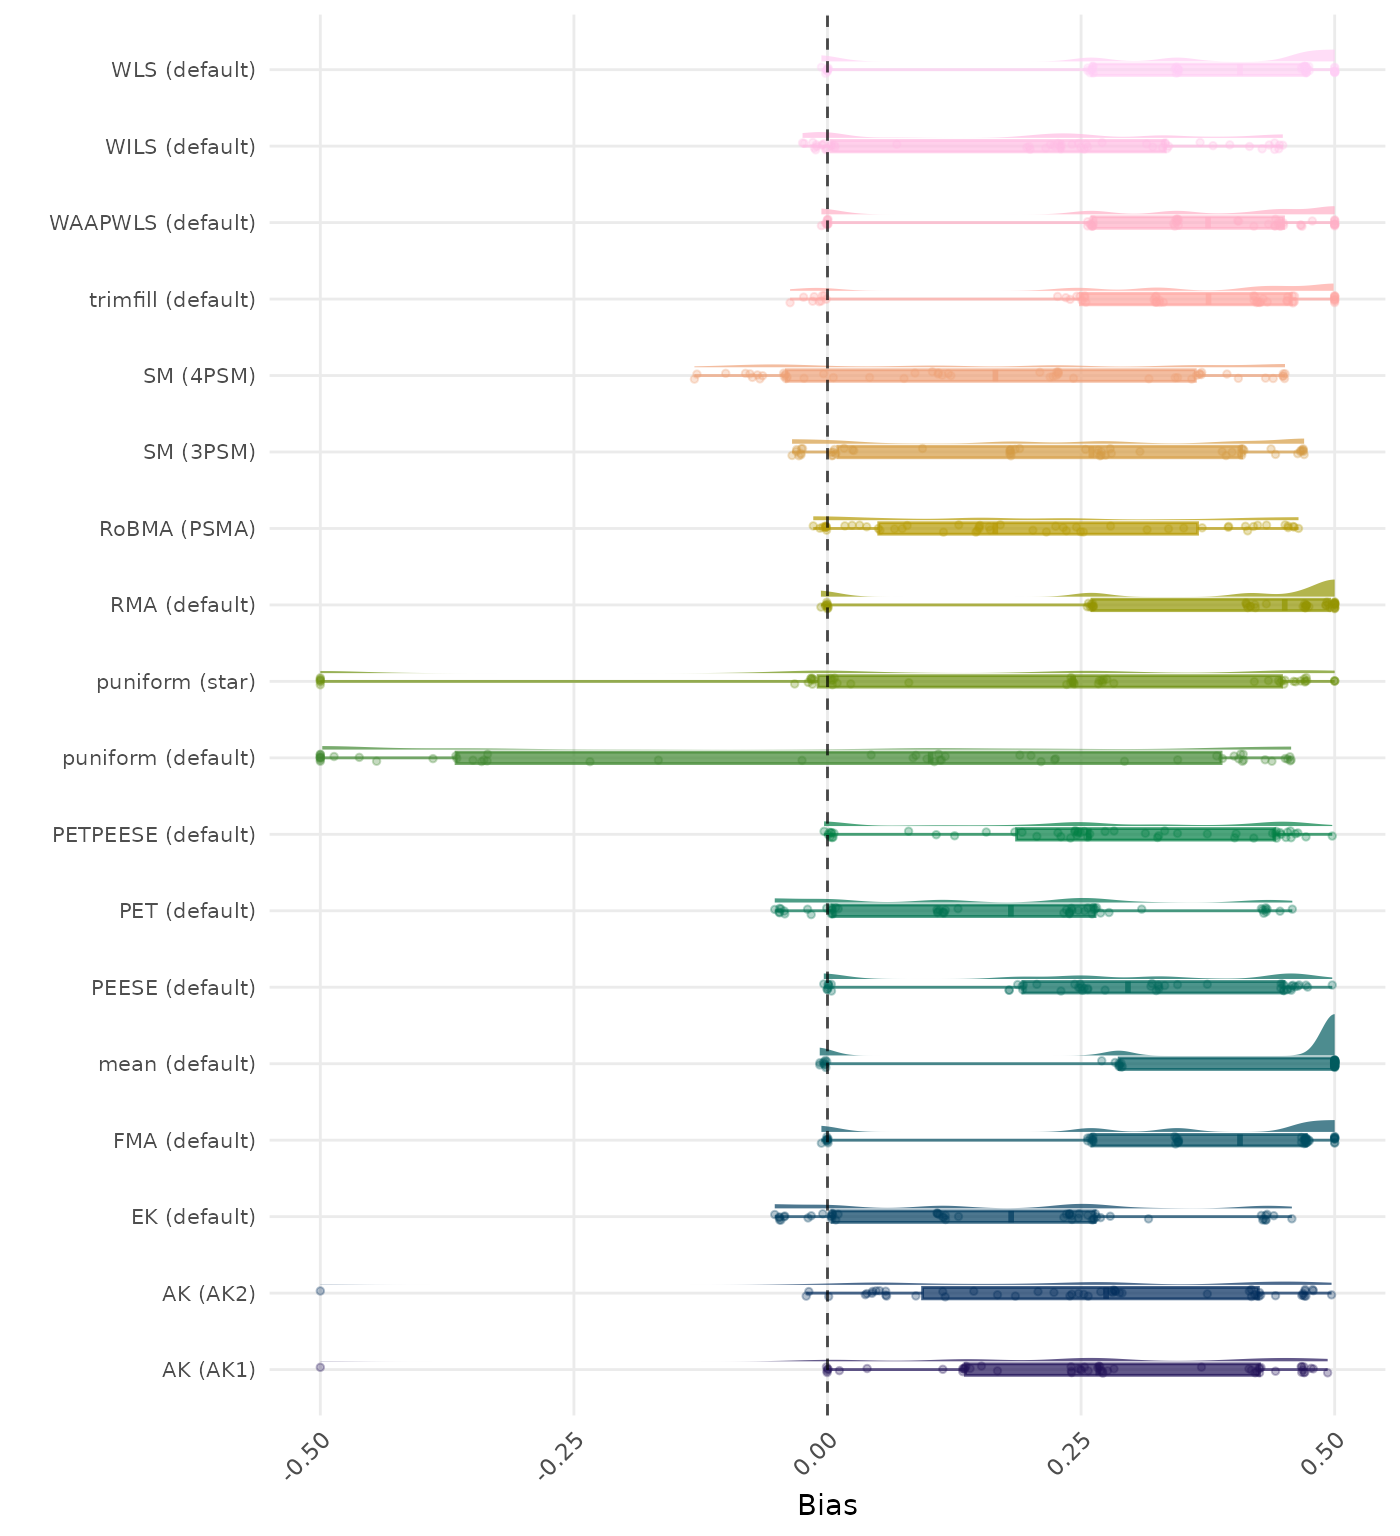 WLS (default)
WILS (default)
WAAPWLS (default)
trimfill (default)
SM (4PSM)
SM (3PSM)
RoBMA (PSMA)
RMA (default)
puniform (star)
puniform (default)
PETPEESE (default)
PET (default)
PEESE (default)
mean (default)
FMA (default)
EK (default)
AK (AK2)
AK (AK1)
-0.50 -0.25 0.00 0.25 0.50
Bias